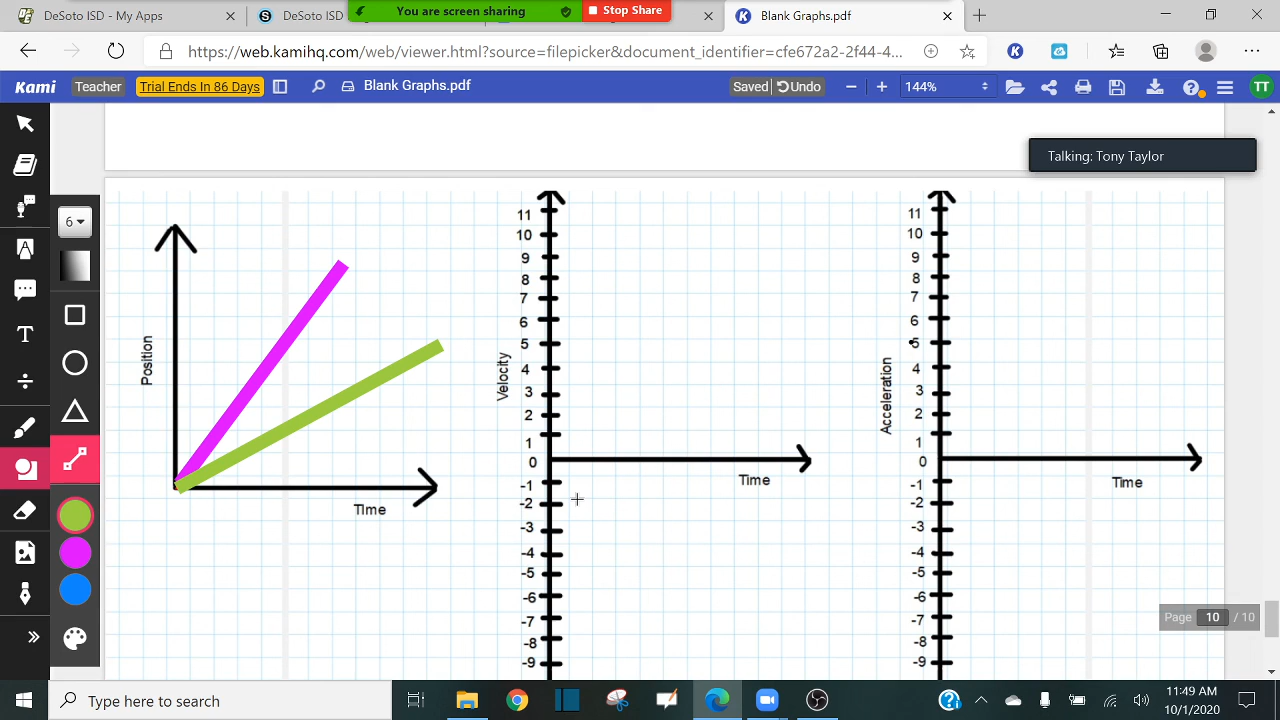 DeSoto ISD - My Apps
DeSoto ISD
You are screen sharing
Stop Share
Blank Graphs.pdf
https://web.kamihq.com/web/viewer.html?source=filepicker&document_identifier=cfe672a2-2f44-4...
Kami
Teacher
Trial Ends In 86 Days
Blank Graphs.pdf
Saved
Undo
144%
TT
Talking: Tony Taylor
6
Position
TIme
11
10
9
8
7
6
5
4
3
2
1
0
-1
-2
-3
-4
-5
-6
-7
-8
-9
Velocity
Time
11
10
9
8
7
6
5
4
3
2
1
0
-1
-2
-3
-4
-5
-6
-7
-8
-9
Acceleration
Time
Page 10 / 10
Type here to search
11:49 AM
10/1/2020